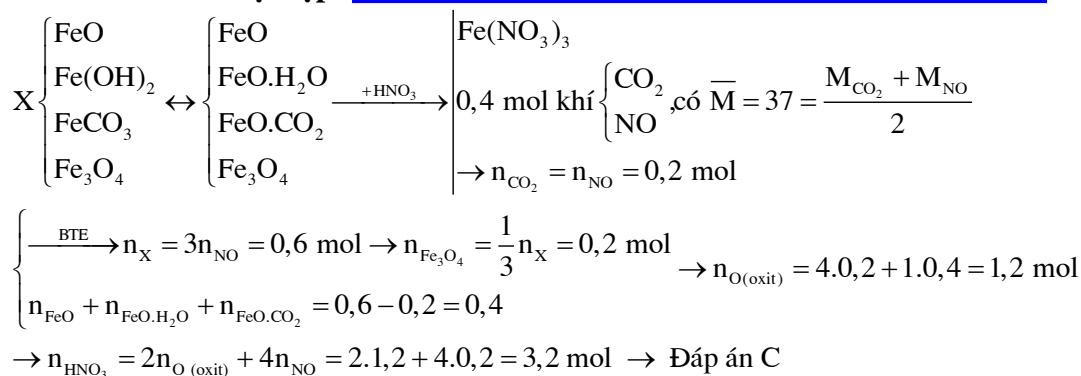 X { FeO Fe(OH)₂ FeCO₃ Fe₃O₄ ↔ { FeO FeO.H₂O FeO.CO₂ Fe₃O₄ +HNO₃ → | Fe(NO₃)₃
0,4 mol khí { CO₂ NO ,có M̄ = 37 = (M_CO₂ + M_NO)/2
→ n_CO₂ = n_NO = 0,2 mol
{ BTE → n_X = 3n_NO = 0,6 mol → n_Fe₃O₄ = 1/3 n_X = 0,2 mol
n_FeO + n_FeO.H₂O + n_FeO.CO₂ = 0,6 − 0,2 = 0,4
→ n_O(oxit) = 4.0,2 + 1.0,4 = 1,2 mol
→ n_HNO₃ = 2n_O (oxit) + 4n_NO = 2.1,2 + 4.0,2 = 3,2 mol → Đáp án C